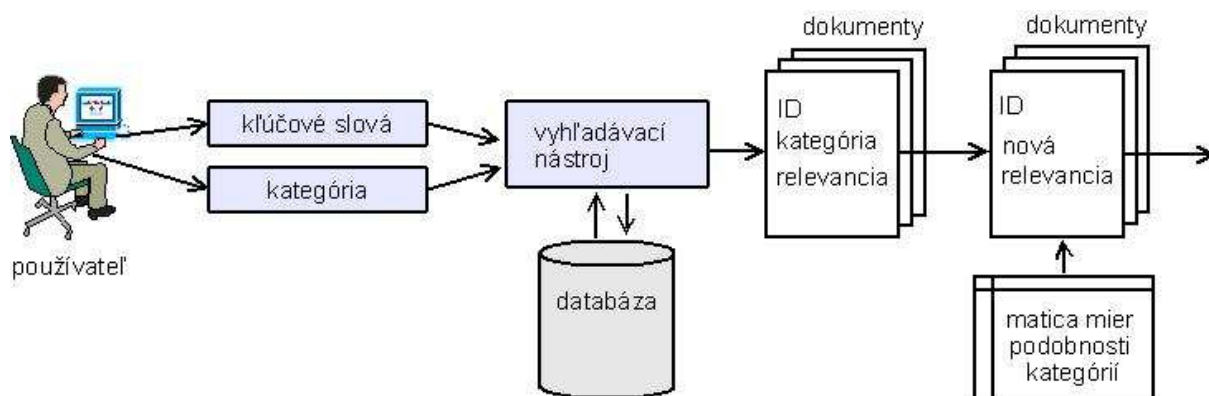 dokumenty
dokumenty
kľúčové slová
kategória
používateľ
vyhľadávací
nástroj
databáza
ID
kategória
relevancia
ID
nová
relevancia
matica mier
podobnosti
kategórií